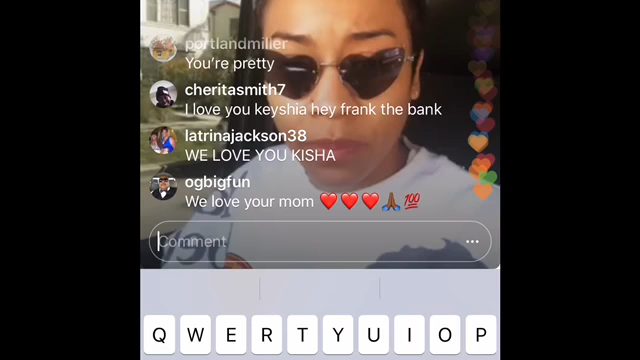 portlandmiller
You're pretty
cheritasmith7
I love you keyshia hey frank the bank
latrinajackson38
WE LOVE YOU KISHA
ogbigfun
We love your mom ❤️❤️❤️🙏🏾💯
Comment
Q W E R T Y U I O P